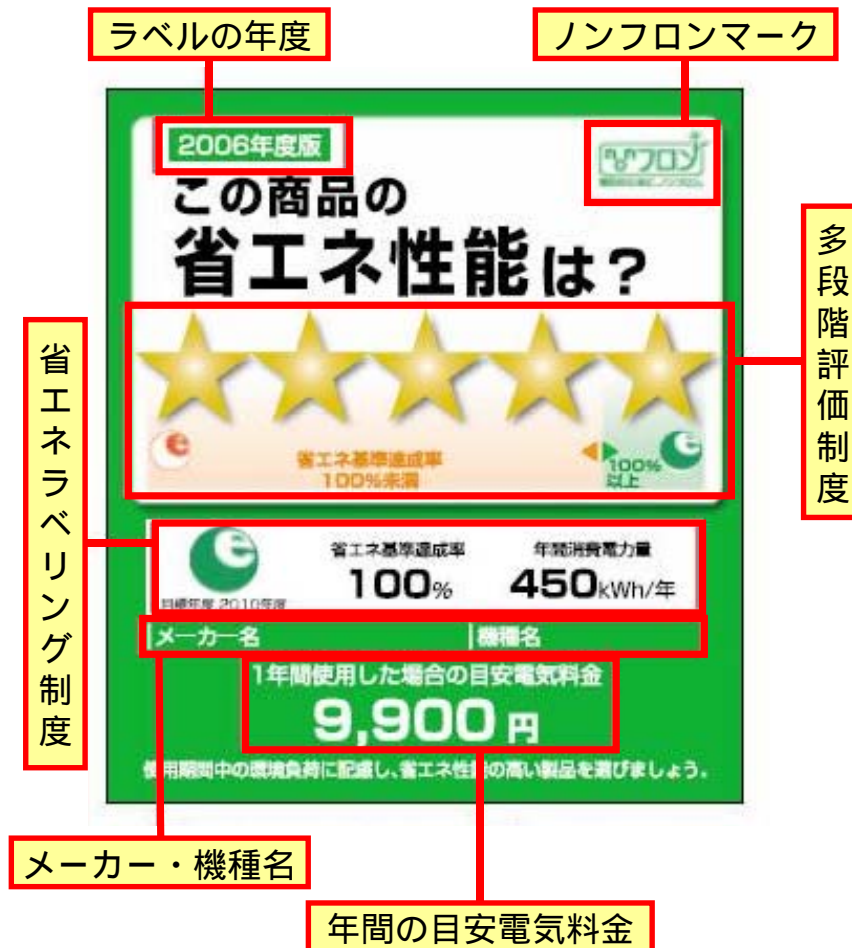 ラベルの年度
ノンフロンマーク
2006年度版
ノンフロン
この商品の
省エネ性能は?
多段階評価制度
省エネラベリング制度
e
省エネ基準達成率
100%未満
100%
以上
e
e
目標年度 2010年度
省エネ基準達成率
100%
年間消費電力量
450kWh/年
メーカー名
機種名
1年間使用した場合の目安電気料金
9,900円
使用期間中の環境負荷に配慮し、省エネ性能の高い製品を選びましょう。
メーカー・機種名
年間の目安電気料金